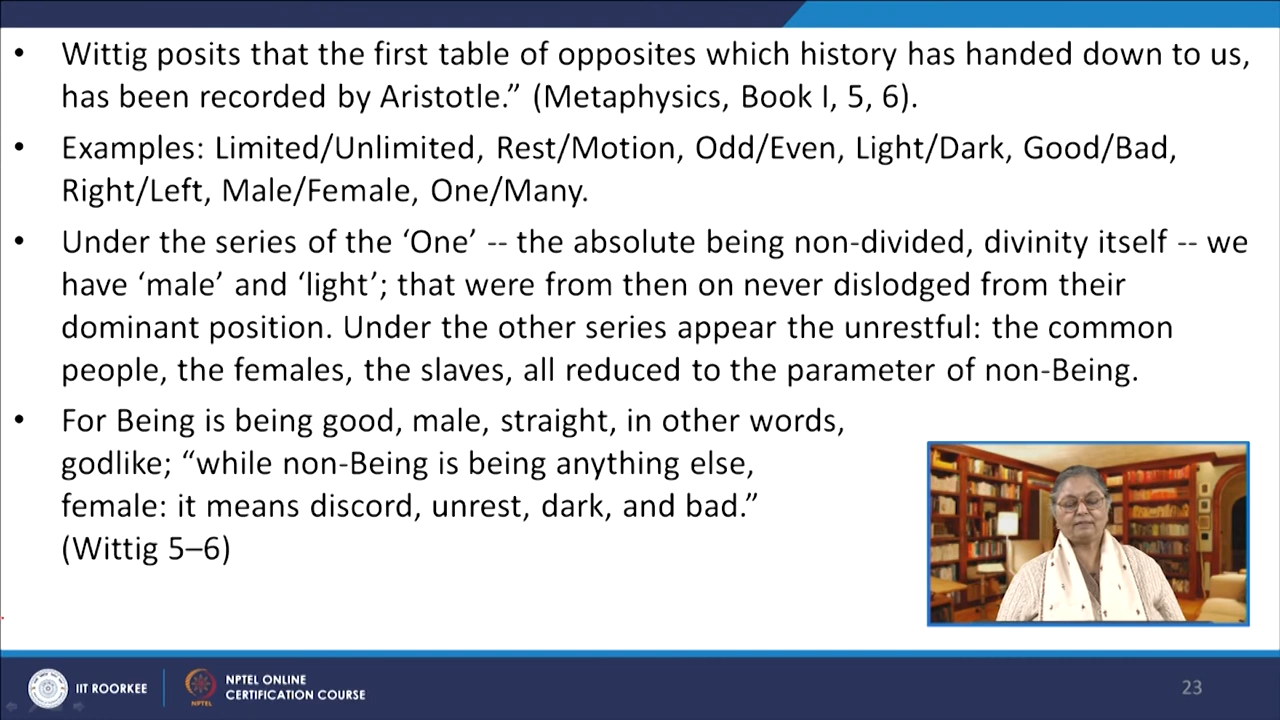 • Wittig posits that the first table of opposites which history has handed down to us,
has been recorded by Aristotle.” (Metaphysics, Book I, 5, 6).
• Examples: Limited/Unlimited, Rest/Motion, Odd/Even, Light/Dark, Good/Bad,
Right/Left, Male/Female, One/Many.
• Under the series of the ‘One’ -- the absolute being non-divided, divinity itself -- we
have ‘male’ and ‘light’; that were from then on never dislodged from their
dominant position. Under the other series appear the unrestful: the common
people, the females, the slaves, all reduced to the parameter of non-Being.
• For Being is being good, male, straight, in other words,
godlike; “while non-Being is being anything else,
female: it means discord, unrest, dark, and bad.”
(Wittig 5–6)
IIT ROORKEE
NPTEL
NPTEL ONLINE
CERTIFICATION COURSE
23